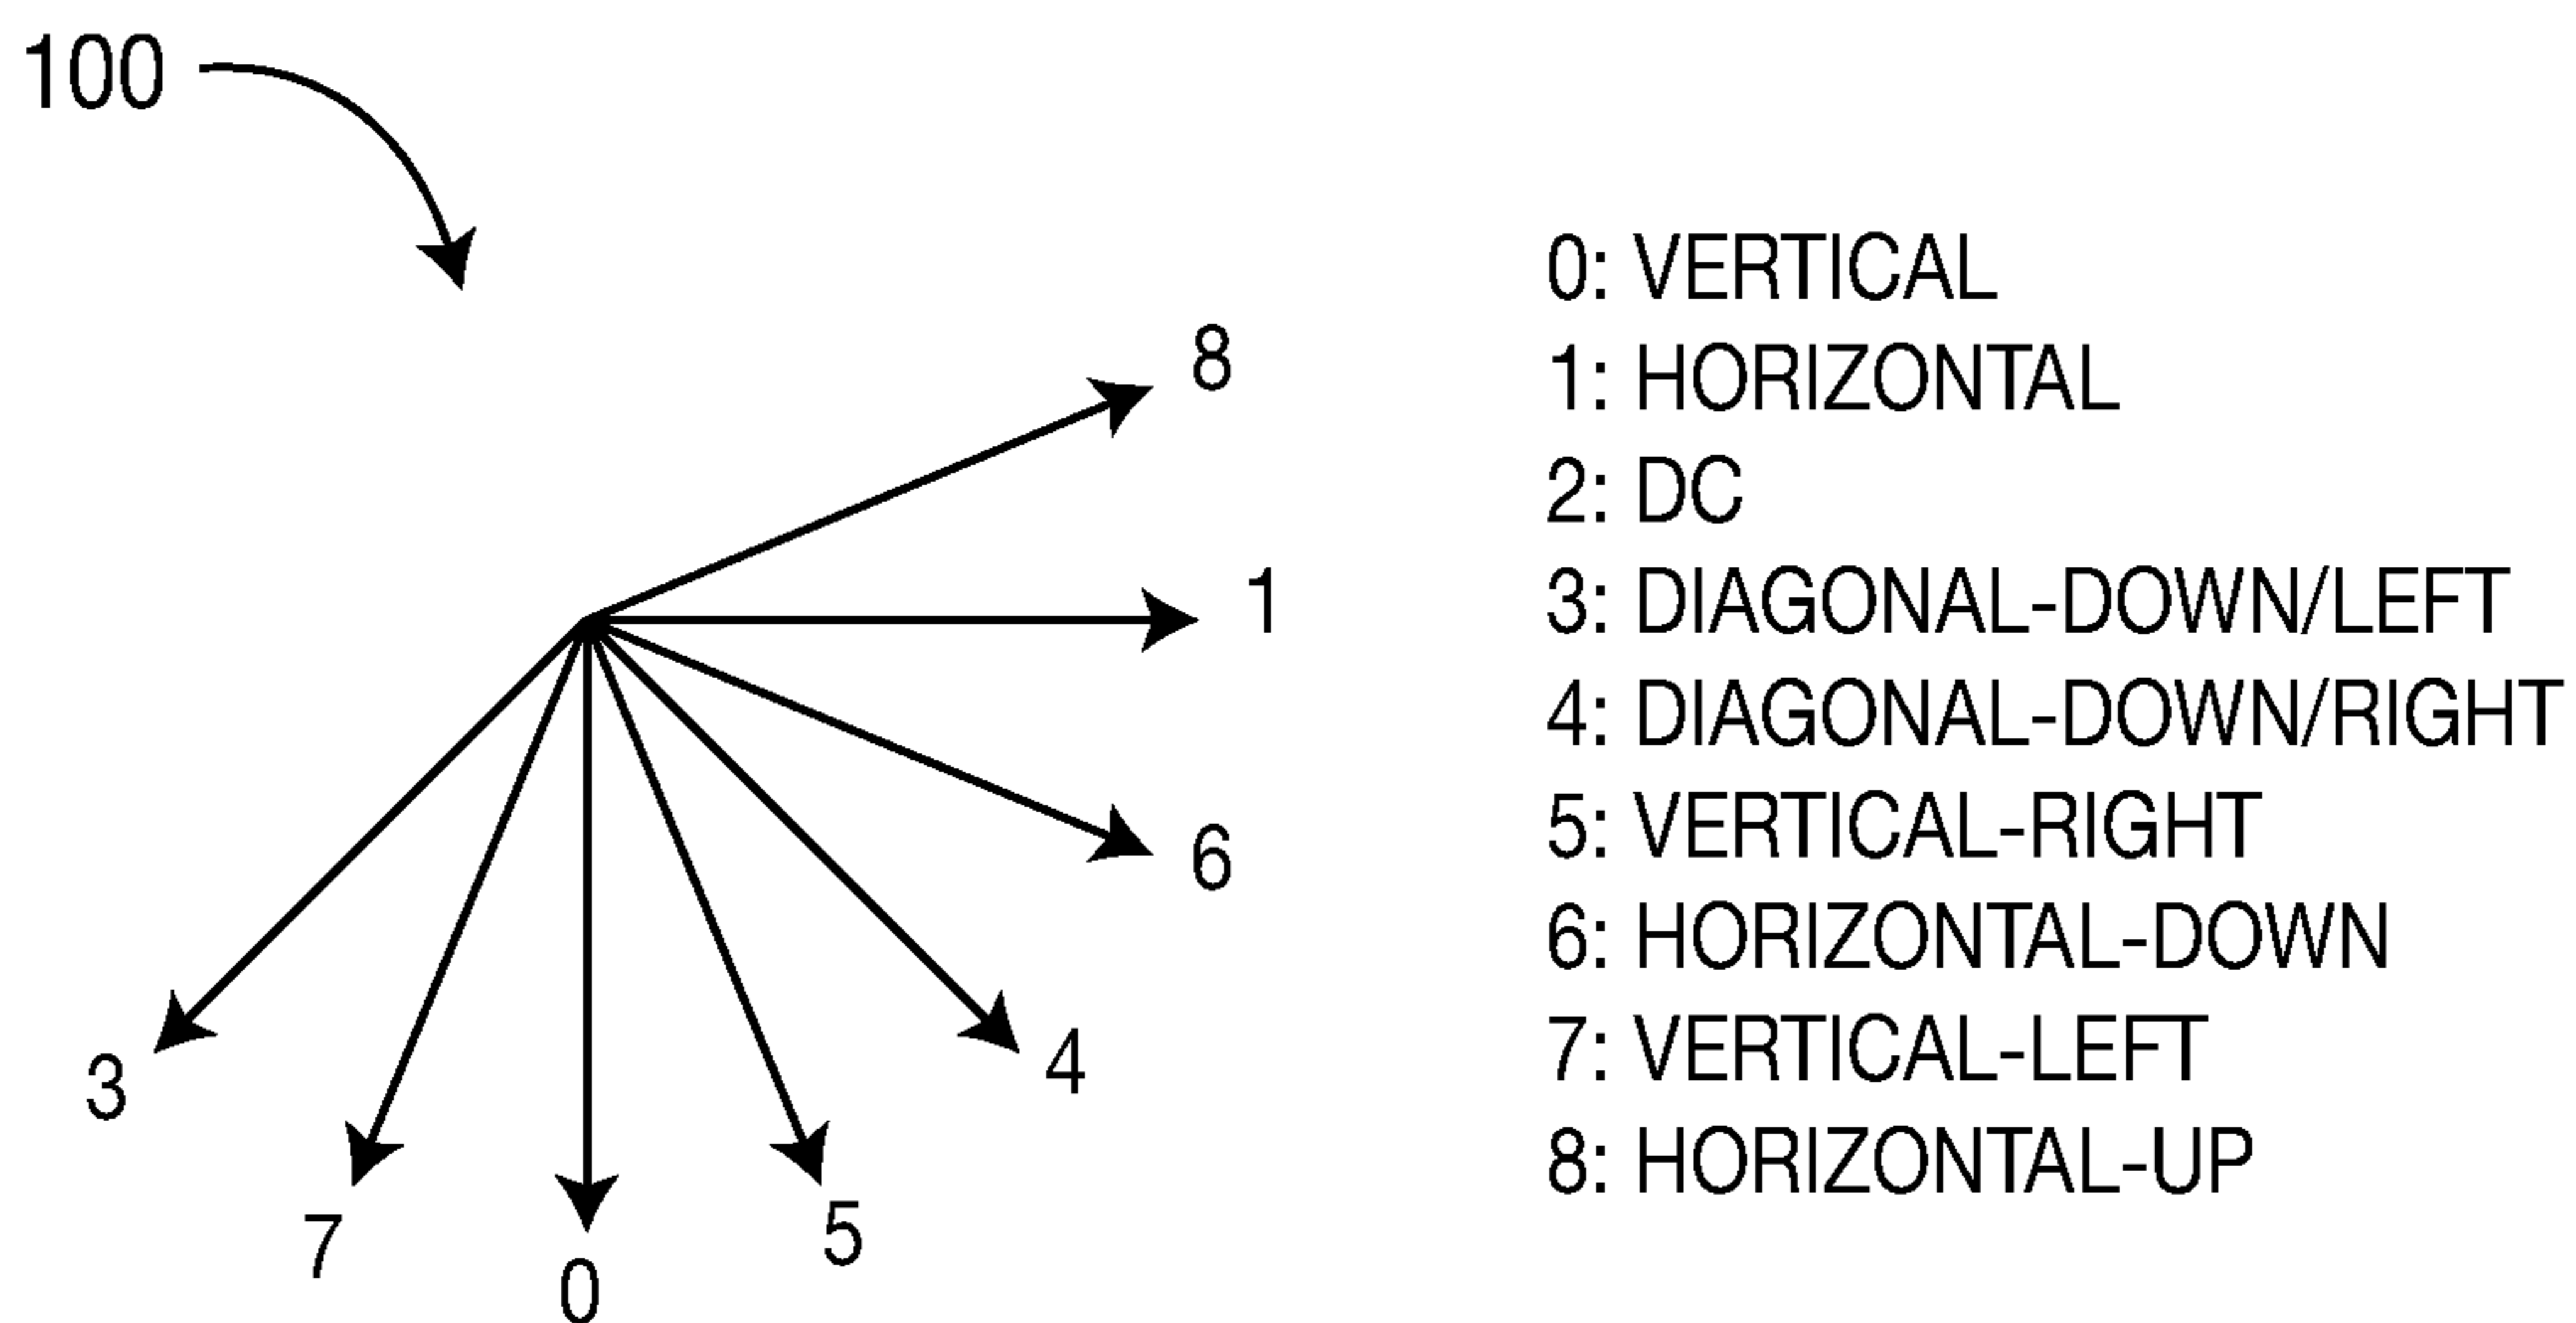 100
8
1
6
4
3
5
7
0
0: VERTICAL
1: HORIZONTAL
2: DC
3: DIAGONAL-DOWN/LEFT
4: DIAGONAL-DOWN/RIGHT
5: VERTICAL-RIGHT
6: HORIZONTAL-DOWN
7: VERTICAL-LEFT
8: HORIZONTAL-UP